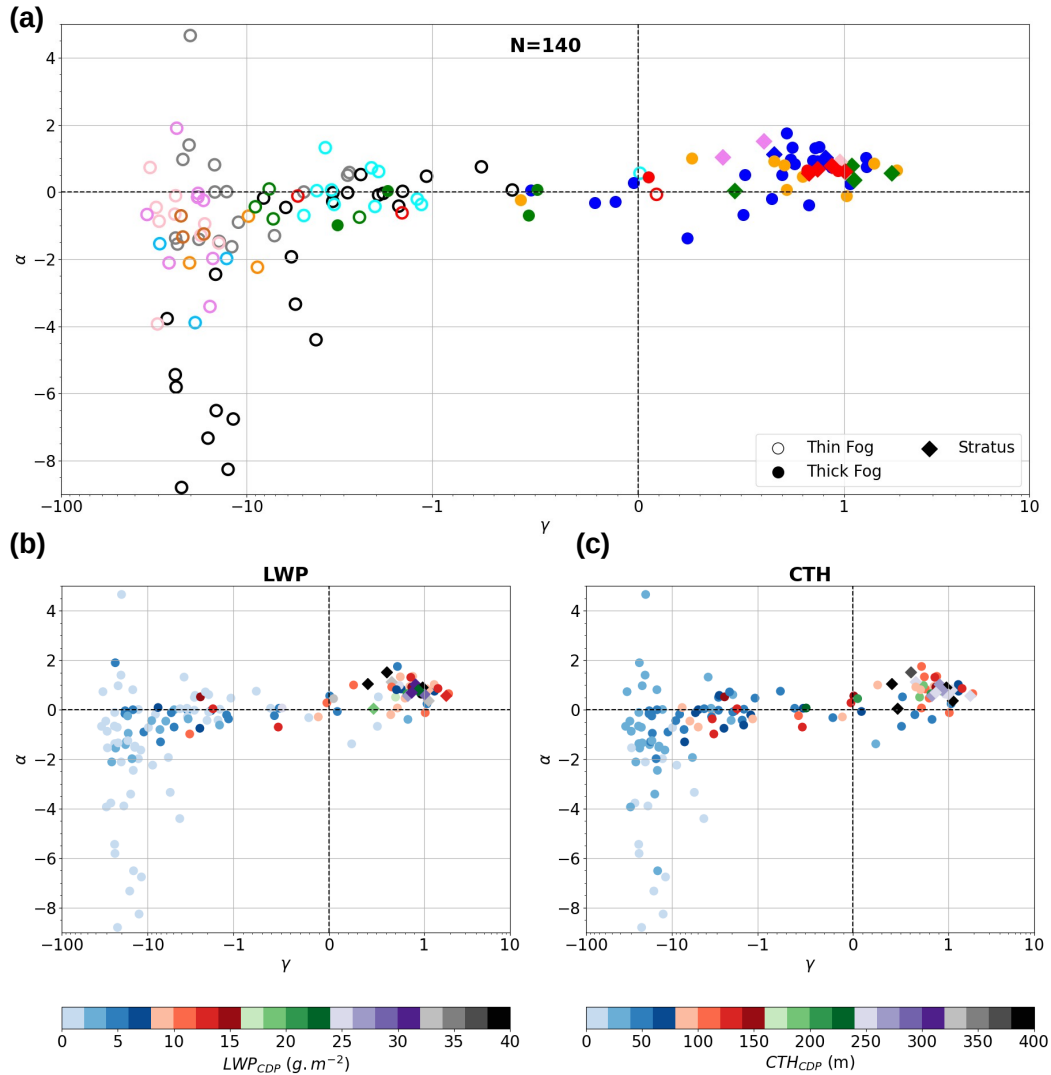 (a)
N=140
4
2
0
−2
−4
−6
−8
α
Thin Fog
Thick Fog
Stratus
-100
-10
-1
0
1
10
γ
(b)
(c)
LWP
CTH
4
2
0
−2
−4
−6
−8
α
-100
-10
-1
0
1
10
γ
4
2
0
−2
−4
−6
−8
α
-100
-10
-1
0
1
10
γ
0 5 10 15 20 25 30 35 40
LWP_CDP (g.m⁻²)
0 50 100 150 200 250 300 350 400
CTH_CDP (m)